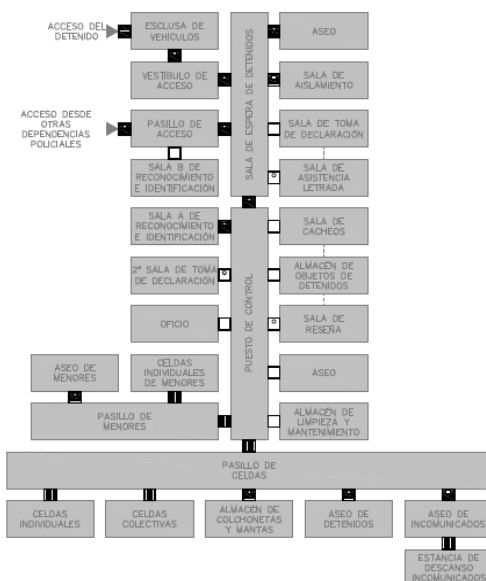 ACCESO DEL
DETENIDO
ESCLUSA DE
VEHÍCULOS
ASEO
VESTÍBULO DE
ACCESO
SALA DE
AISLAMIENTO
SALA DE ESPERA DE DETENIDOS
ACCESO DESDE
OTRAS
DEPENDENCIAS
POLICIALES
PASILLO DE
ACCESO
SALA DE TOMA
DE DECLARACIÓN
SALA B DE
RECONOCIMIENTO
E IDENTIFICACIÓN
SALA DE
ASISTENCIA
LETRADA
SALA A DE
RECONOCIMIENTO
E IDENTIFICACIÓN
SALA DE
CACHEOS
2ª SALA DE TOMA
DE DECLARACIÓN
ALMACÉN DE
OBJETOS DE
DETENIDOS
PUESTO DE CONTROL
OFICIO
SALA DE
RESEÑA
ASEO DE
MENORES
CELDAS
INDIVIDUALES
DE MENORES
ASEO
PASILLO DE
MENORES
ALMACÉN DE
LIMPIEZA Y
MANTENIMIENTO
PASILLO DE
CELDAS
CELDAS
INDIVIDUALES
CELDAS
COLECTIVAS
ALMACÉN DE
COLCHONETAS
Y MANTAS
ASEO DE
DETENIDOS
ASEO DE
INCOMUNICADOS
ESTANCIA DE
DESCANSO
INCOMUNICADOS